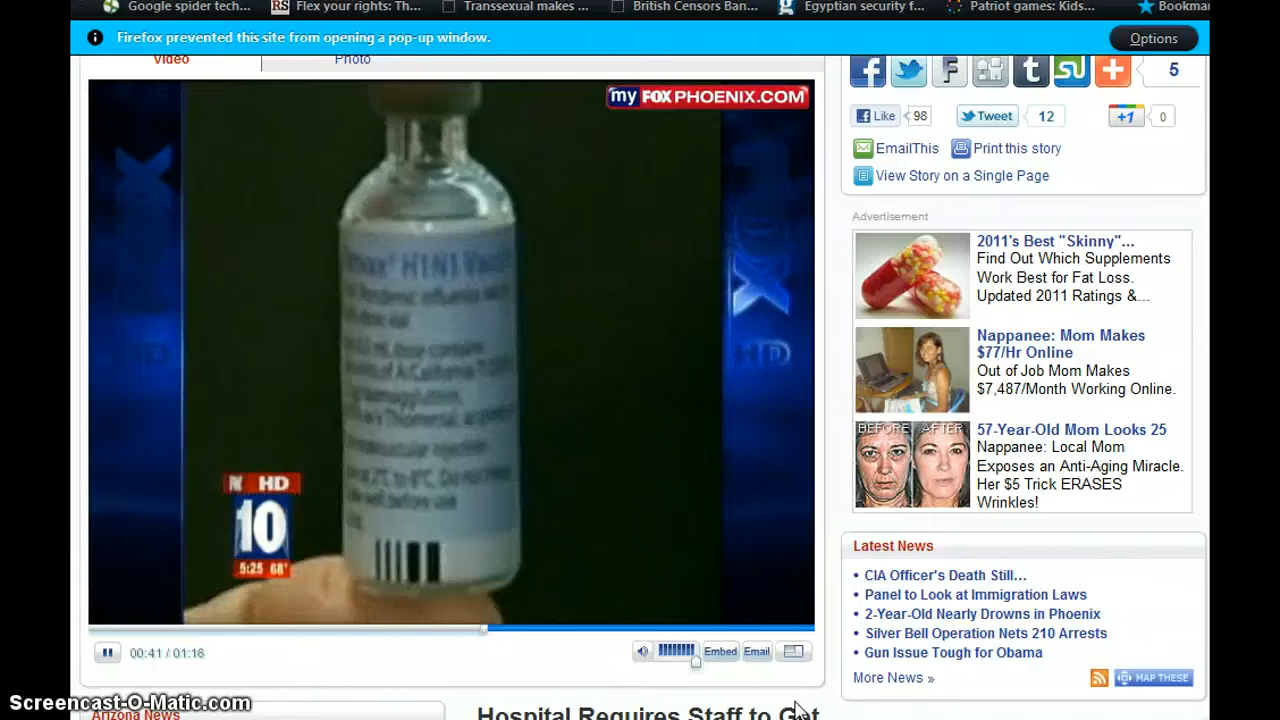 Google spider tech...
RS Flex your rights: Th...
Transsexual makes ...
British Censors Ban...
Egyptian security f...
Patriot games: Kids...
Bookmar
Firefox prevented this site from opening a pop-up window.
Options
Video
Photo
my FOXPHOENIX.COM
H1N1
HD
10
5:25 68°
HD
00:41 / 01:16
Embed
Email
5
Like 98
Tweet 12
+1 0
EmailThis
Print this story
View Story on a Single Page
Advertisement
2011's Best "Skinny"...
Find Out Which Supplements
Work Best for Fat Loss.
Updated 2011 Ratings &...
Nappanee: Mom Makes
$77/Hr Online
Out of Job Mom Makes
$7,487/Month Working Online.
BEFORE AFTER
57-Year-Old Mom Looks 25
Nappanee: Local Mom
Exposes an Anti-Aging Miracle.
Her $5 Trick ERASES
Wrinkles!
Latest News
• CIA Officer's Death Still...
• Panel to Look at Immigration Laws
• 2-Year-Old Nearly Drowns in Phoenix
• Silver Bell Operation Nets 210 Arrests
• Gun Issue Tough for Obama
More News »
MAP THESE
Screencast-O-Matic.com
Arizona News
Hospital Requires Staff to Get